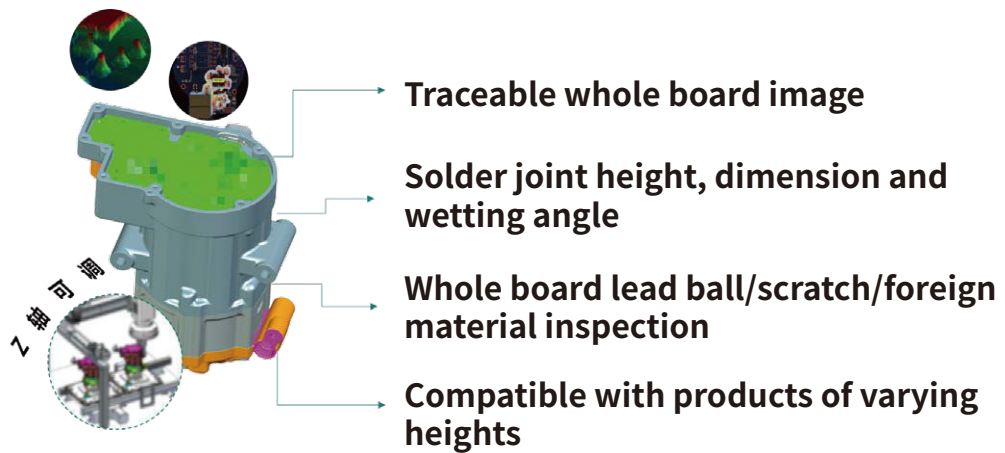 Traceable whole board image
Solder joint height, dimension and
wetting angle
Whole board lead ball/scratch/foreign
material inspection
Compatible with products of varying
heights
Z轴可调